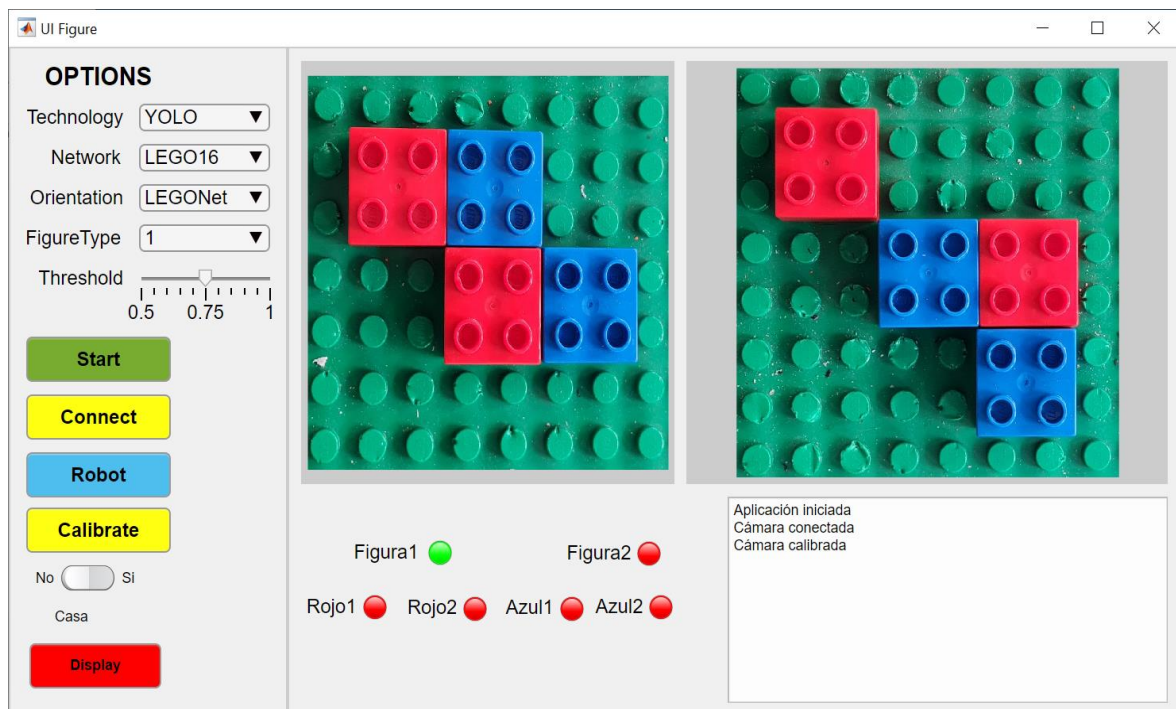 UI Figure
OPTIONS
Technology YOLO
Network LEGO16
Orientation LEGONet
FigureType 1
Threshold
0.5 0.75 1
Start
Connect
Robot
Calibrate
No Si
Casa
Display
Figura1 Figura2
Rojo1 Rojo2 Azul1 Azul2
Aplicación iniciada
Cámara conectada
Cámara calibrada